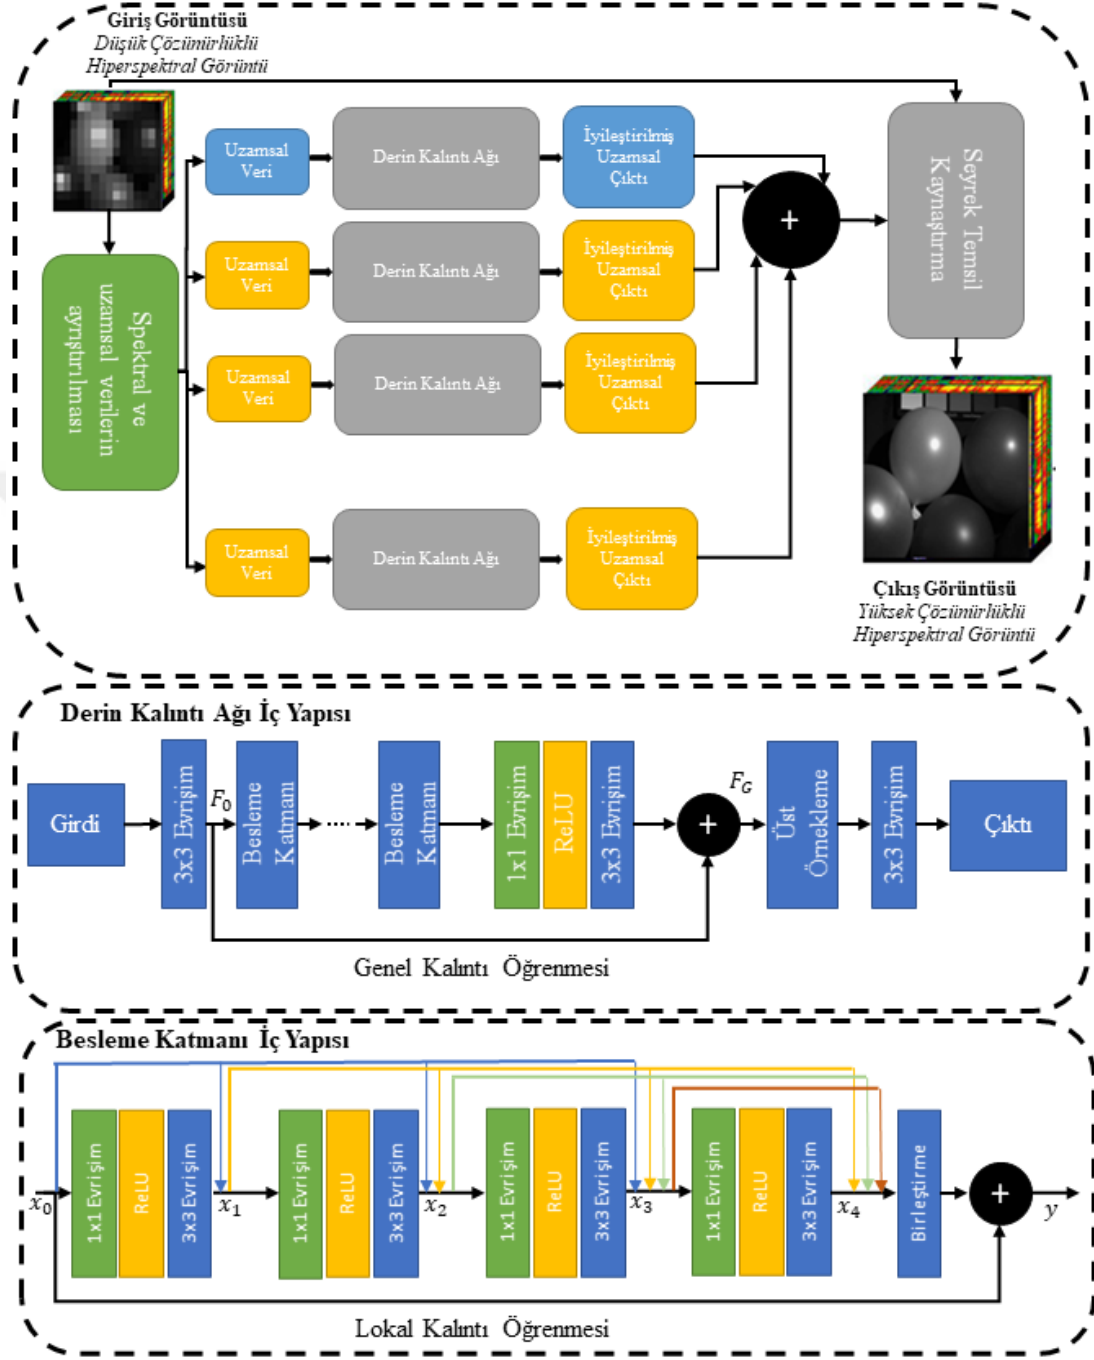 Giriş Görüntüsü
Düşük Çözümürlüklü
Hiperspektral Görüntü
Uzamsal
Veri
Derin Kalıntı Ağı
İyileştirilmiş
Uzamsal
Çıktı
Uzamsal
Veri
Derin Kalıntı Ağı
İyileştirilmiş
Uzamsal
Çıktı
Uzamsal
Veri
Derin Kalıntı Ağı
İyileştirilmiş
Uzamsal
Çıktı
Uzamsal
Veri
Derin Kalıntı Ağı
İyileştirilmiş
Uzamsal
Çıktı
Spektral ve
uzamsal verilerin
ayrıştırılması
+
Seyrek Temsil
Kaynaştırma
Çıkış Görüntüsü
Yüksek Çözümürlüklü
Hiperspektral Görüntü
Derin Kalıntı Ağı İç Yapısı
Girdi
3x3 Evrişim
F0
Besleme
Katmanı
Besleme
Katmanı
1x1 Evrişim
ReLU
3x3 Evrişim
+
FG
Üst
Örnekleme
3x3 Evrişim
Çıktı
Genel Kalıntı Öğrenmesi
Besleme Katmanı İç Yapısı
x0
1x1 Evrişim
ReLU
3x3 Evrişim
x1
1x1 Evrişim
ReLU
3x3 Evrişim
x2
1x1 Evrişim
ReLU
3x3 Evrişim
x3
1x1 Evrişim
ReLU
3x3 Evrişim
x4
Birleştirme
+
y
Lokal Kalıntı Öğrenmesi